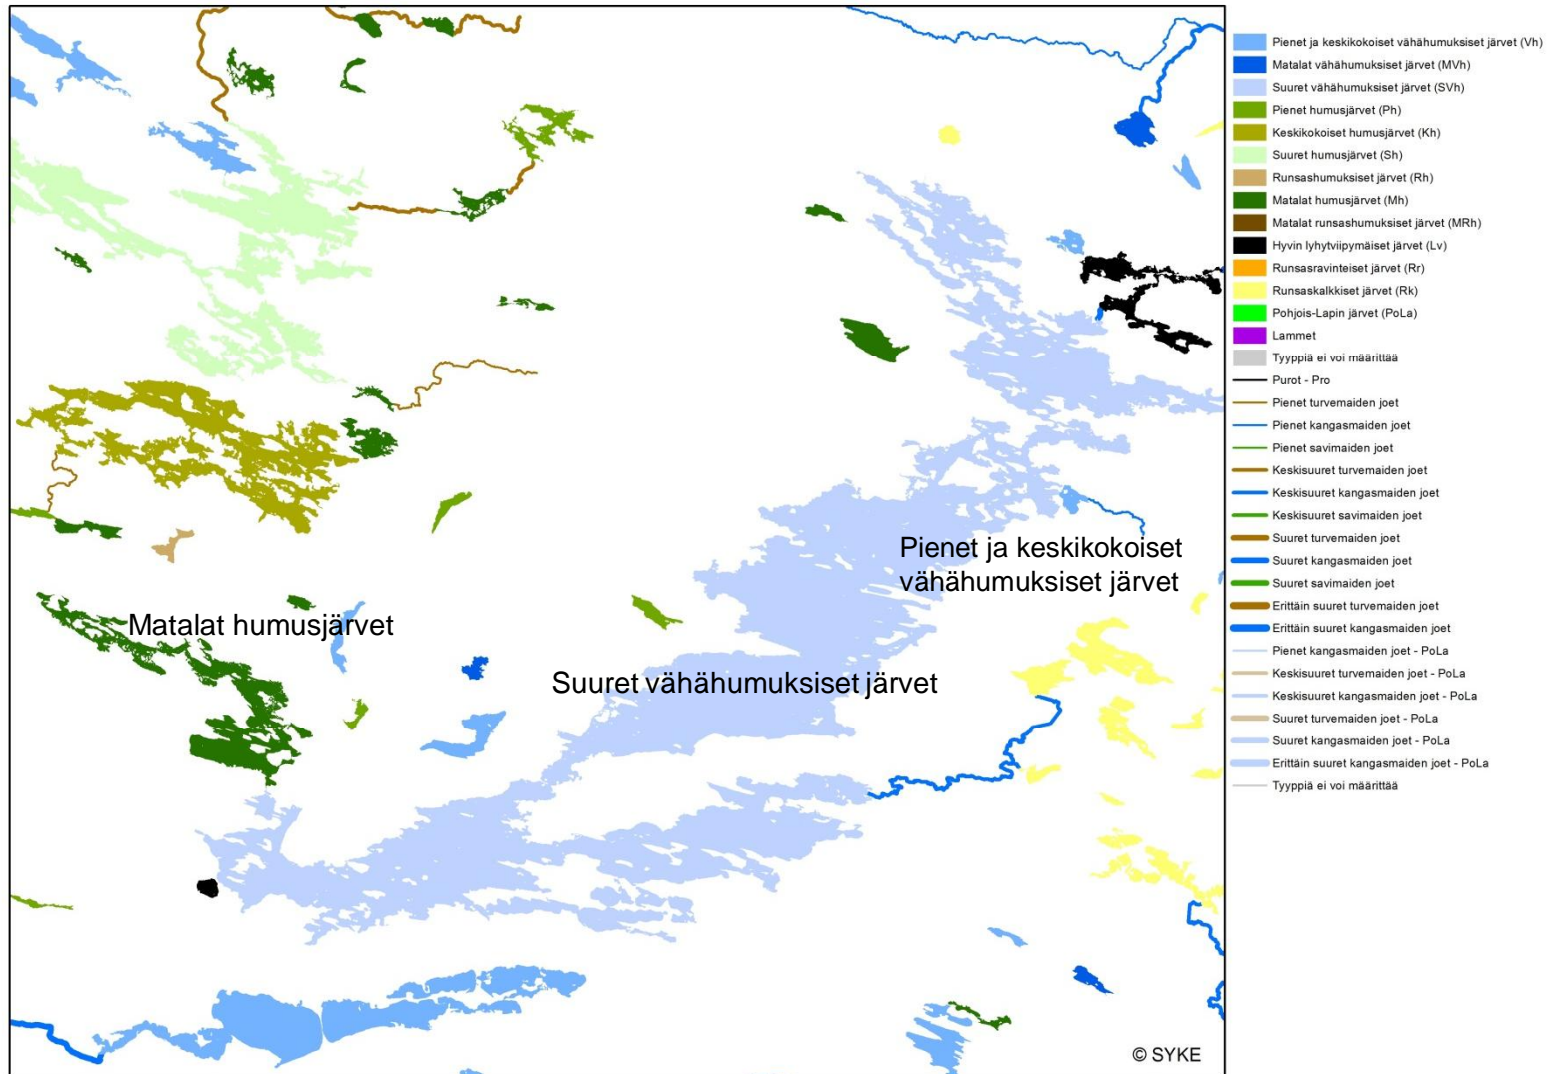 Pienet ja keskikokoiset
vähähumuksiset järvet
Matalat humusjärvet
Suuret vähähumuksiset järvet
© SYKE
Pienet ja keskikokoiset vähähumuksiset järvet (Vh)
Matalat vähähumuksiset järvet (MVh)
Suuret vähähumuksiset järvet (SVh)
Pienet humusjärvet (Ph)
Keskikokoiset humusjärvet (Kh)
Suuret humusjärvet (Sh)
Runsashumuksiset järvet (Rh)
Matalat humusjärvet (Mh)
Matalat runsashumuksiset järvet (MRh)
Hyvin lyhytviipymäiset järvet (Lv)
Runsasravinteiset järvet (Rr)
Runsaskalkkiset järvet (Rk)
Pohjois-Lapin järvet (PoLa)
Lammet
Tyyppiä ei voi määrittää
Purot - Pro
Pienet turvemaiden joet
Pienet kangasmaiden joet
Pienet savimaiden joet
Keskisuuret turvemaiden joet
Keskisuuret kangasmaiden joet
Keskisuuret savimaiden joet
Suuret turvemaiden joet
Suuret kangasmaiden joet
Suuret savimaiden joet
Erittäin suuret turvemaiden joet
Erittäin suuret kangasmaiden joet
Pienet kangasmaiden joet - PoLa
Keskisuuret turvemaiden joet - PoLa
Keskisuuret kangasmaiden joet - PoLa
Suuret turvemaiden joet - PoLa
Suuret kangasmaiden joet - PoLa
Erittäin suuret kangasmaiden joet - PoLa
Tyyppiä ei voi määrittää